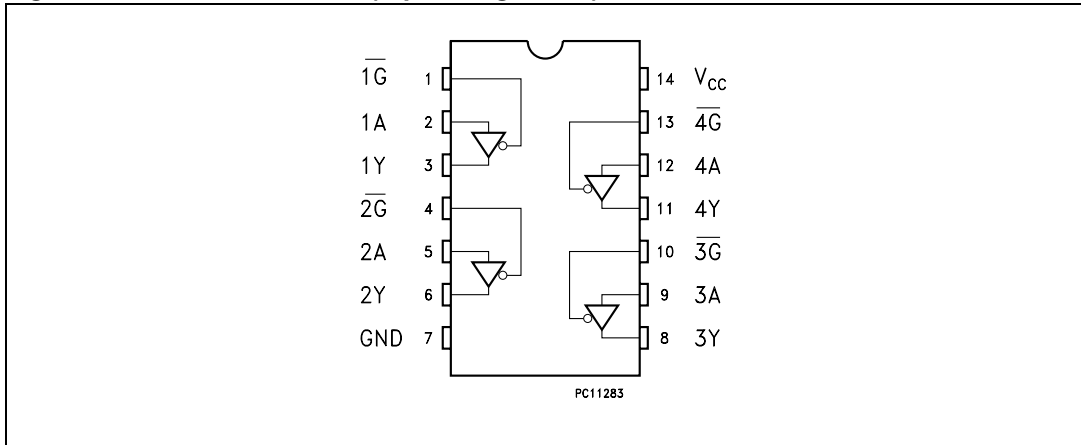 1G̅ 1
1A 2
1Y 3
2G̅ 4
2A 5
2Y 6
GND 7
14 VCC
13 4G̅
12 4A
11 4Y
10 3G̅
9 3A
8 3Y
PC11283